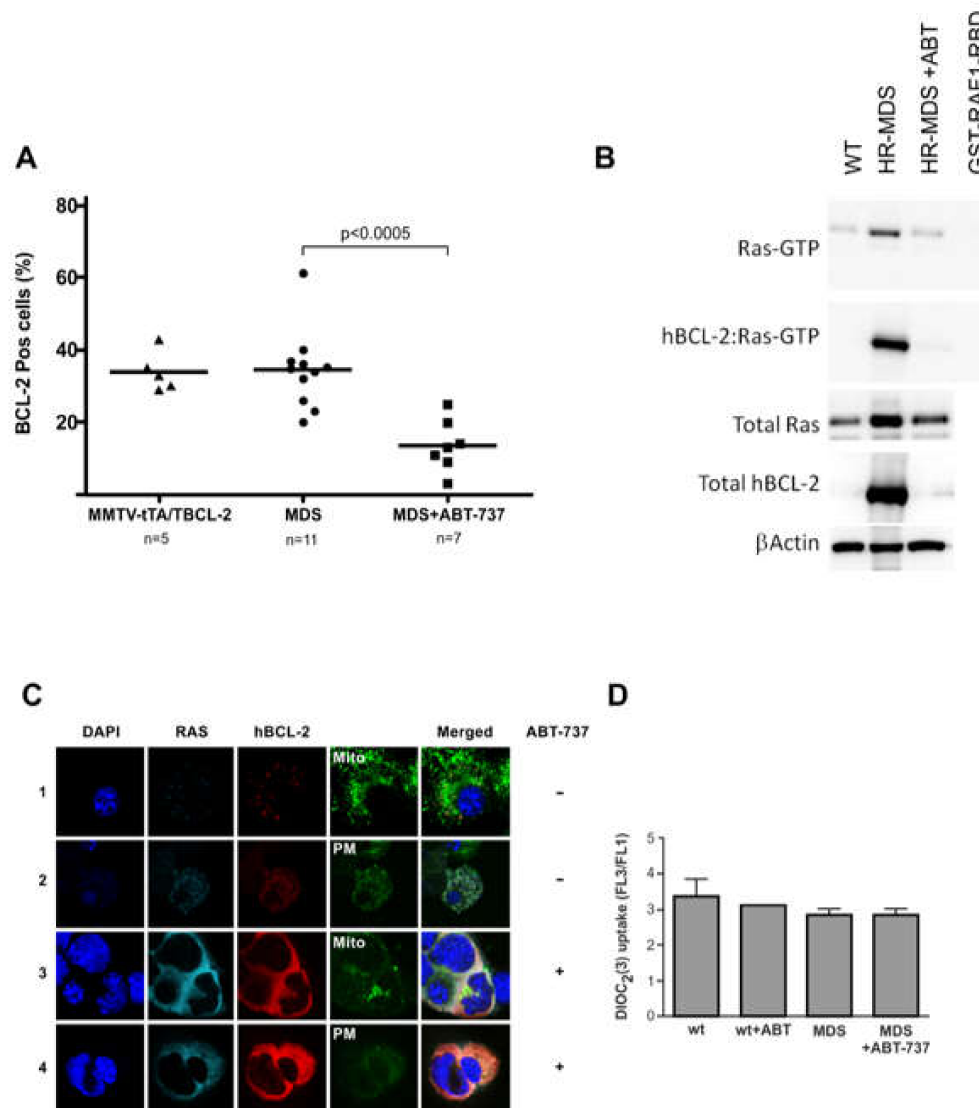 A
80
60
40
20
BCL-2 Pos cells (%)
p<0.0005
MMTV-tTA/TBCL-2 MDS MDS+ABT-737
n=5 n=11 n=7
B
WT
HR-MDS
HR-MDS +ABT
GST-RAF1-RBD
Ras-GTP
hBCL-2:Ras-GTP
Total Ras
Total hBCL-2
βActin
C
DAPI RAS hBCL-2 Merged ABT-737
1 Mito -
2 PM -
3 Mito +
4 PM +
D
5
4
3
2
1
0
DIOC2(3) uptake (FL3/FL1)
wt wt+ABT MDS MDS
+ABT-737